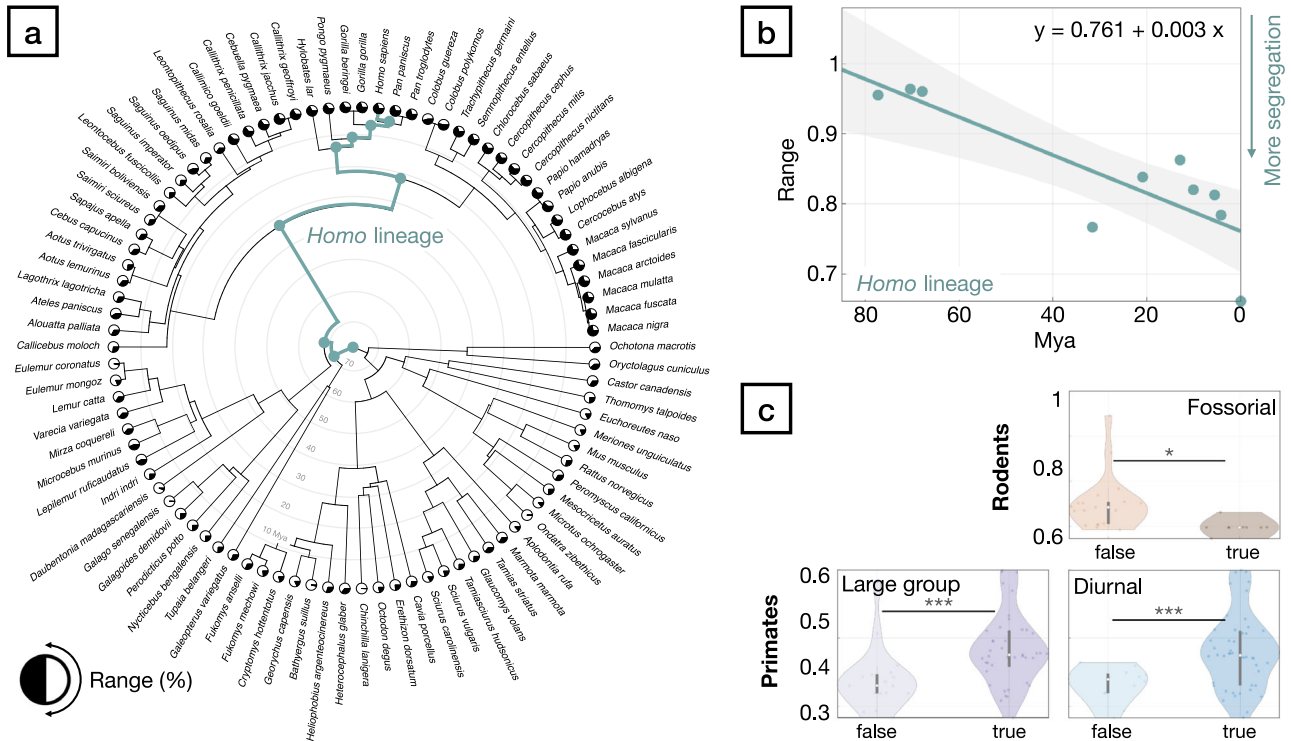 a
Callithrix geoffroyi
Callithrix jacchus
Cebuella pygmaea
Callithrix penicillata
Callimico goeldii
Leontopithecus rosalia
Saguinus midas
Saguinus oedipus
Saguinus imperator
Leontocebus fuscicollis
Saimiri boliviensis
Saimiri sciureus
Sapajus apella
Cebus capucinus
Aotus trivirgatus
Aotus lemurinus
Lagothrix lagotricha
Ateles paniscus
Alouatta palliata
Callicebus moloch
Eulemur coronatus
Eulemur mongoz
Lemur catta
Varecia variegata
Mirza coquereli
Microcebus murinus
Lepilemur ruficaudatus
Indri indri
Daubentonia madagascariensis
Galago senegalensis
Galagoides demidovii
Perodicticus potto
Nycticebus bengalensis
Tupaia belangeri
Galeopterus variegatus
Fukomys anselli
Fukomys mechowi
Cryptomys hottentotus
Georychus capensis
Bathyergus suillus
Heliophobius argenteocinereus
Heterocephalus glaber
Chinchilla lanigera
Octodon degus
Erethizon dorsatum
Cavia porcellus
Sciurus carolinensis
Sciurus vulgaris
Tamiasciurus hudsonicus
Glaucomys volans
Tamias striatus
Marmota marmota
Aplodontia rufa
Ondatra zibethicus
Microtus ochrogaster
Mesocricetus auratus
Peromyscus californicus
Rattus norvegicus
Mus musculus
Meriones unguiculatus
Euchoreutes naso
Thomomys talpoides
Castor canadensis
Oryctolagus cuniculus
Ochotona macrotis
Macaca nigra
Macaca fuscata
Macaca mulatta
Macaca arctoides
Macaca fascicularis
Macaca sylvanus
Cercocebus atys
Lophocebus albigena
Papio anubis
Papio hamadryas
Cercopithecus nictitans
Cercopithecus mitis
Cercopithecus cephus
Chlorocebus sabaeus
Semnopithecus entellus
Trachypithecus germaini
Colobus polykomos
Colobus guereza
Pan troglodytes
Pan paniscus
Homo sapiens
Gorilla gorilla
Gorilla beringei
Pongo pygmaeus
Hylobates lar
Homo lineage
70
60
50
40
30
20
10 Mya
Range (%)
b
y = 0.761 + 0.003 x
Range
1
0.9
0.8
0.7
Homo lineage
80
60
40
20
0
Mya
More segregation
c
Rodents
1
0.8
0.6
Fossorial
*
false
true
Primates
0.6
0.5
0.4
0.3
Large group
***
false
true
Diurnal
***
false
true